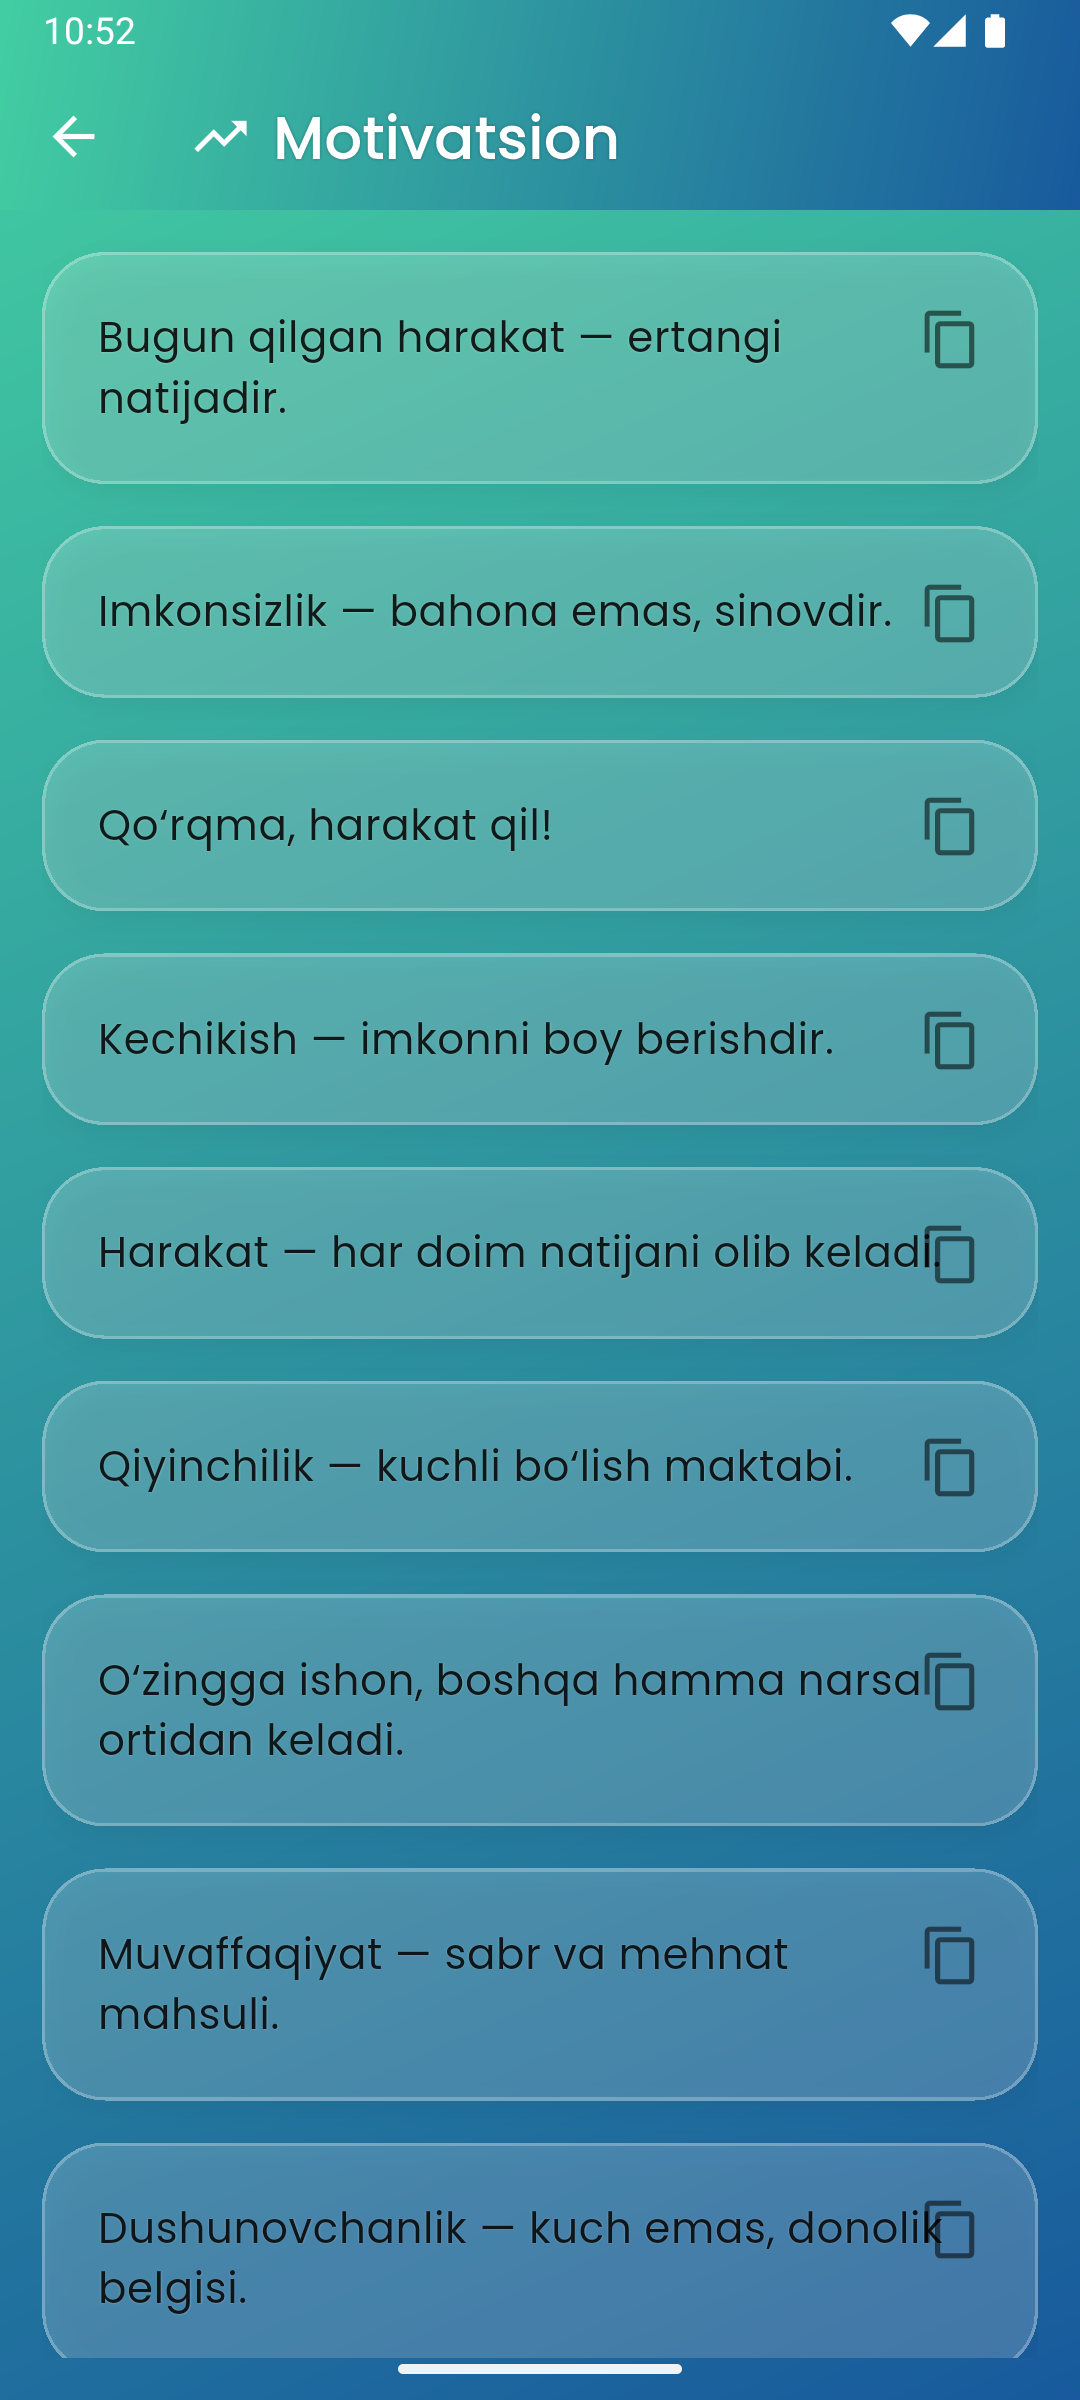 10:52
Motivatsion
Bugun qilgan harakat — ertangi
natijadir.
Imkonsizlik — bahona emas, sinovdir.
Qo‘rqma, harakat qil!
Kechikish — imkonni boy berishdir.
Harakat — har doim natijani olib keladi.
Qiyinchilik — kuchli bo‘lish maktabi.
O‘zingga ishon, boshqa hamma narsa
ortidan keladi.
Muvaffaqiyat — sabr va mehnat
mahsuli.
Dushunovchanlik — kuch emas, donolik
belgisi.